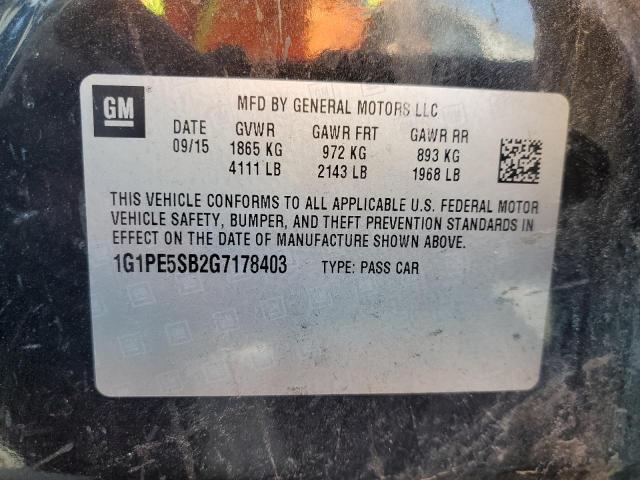 GM
MFD BY GENERAL MOTORS LLC
DATE GVWR GAWR FRT GAWR RR
09/15 1865 KG 972 KG 893 KG
4111 LB 2143 LB 1968 LB
THIS VEHICLE CONFORMS TO ALL APPLICABLE U.S. FEDERAL MOTOR
VEHICLE SAFETY, BUMPER, AND THEFT PREVENTION STANDARDS IN
EFFECT ON THE DATE OF MANUFACTURE SHOWN ABOVE.
1G1PE5SB2G7178403 TYPE: PASS CAR